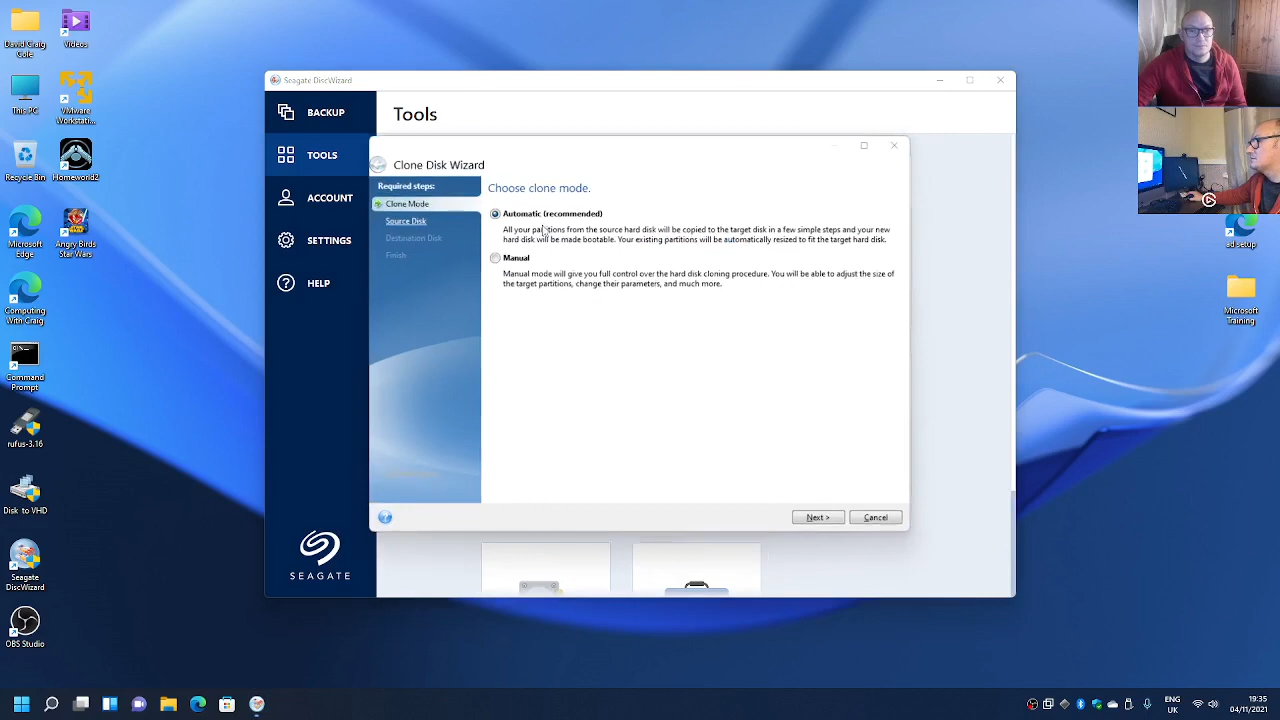 David Gale
Videos
time.pc
VMware
Workstati...
Recycle Bin
Homeworld2
Microsoft
Edge
Angry Birds
Star Wars
Computing
With Craig
Command
Prompt
rufus-3.16
Disk to VHD
Seagate
DiscWizard
OBS Studio
Seagate DiscWizard
BACKUP
TOOLS
ACCOUNT
SETTINGS
HELP
SEAGATE
Tools
Clone Disk Wizard
Required steps:
Clone Mode
Source Disk
Destination Disk
Finish
Choose clone mode.
Automatic (recommended)
All your partitions from the source hard disk will be copied to the target disk in a few simple steps and your new
hard disk will be made bootable. Your existing partitions will be automatically resized to fit the target hard disk.
Manual
Manual mode will give you full control over the hard disk cloning procedure. You will be able to adjust the size of
the target partitions, change their parameters, and much more.
Next >
Cancel
ad setup
Microsoft
Training
ENG
UK
19:35
04/11/2021